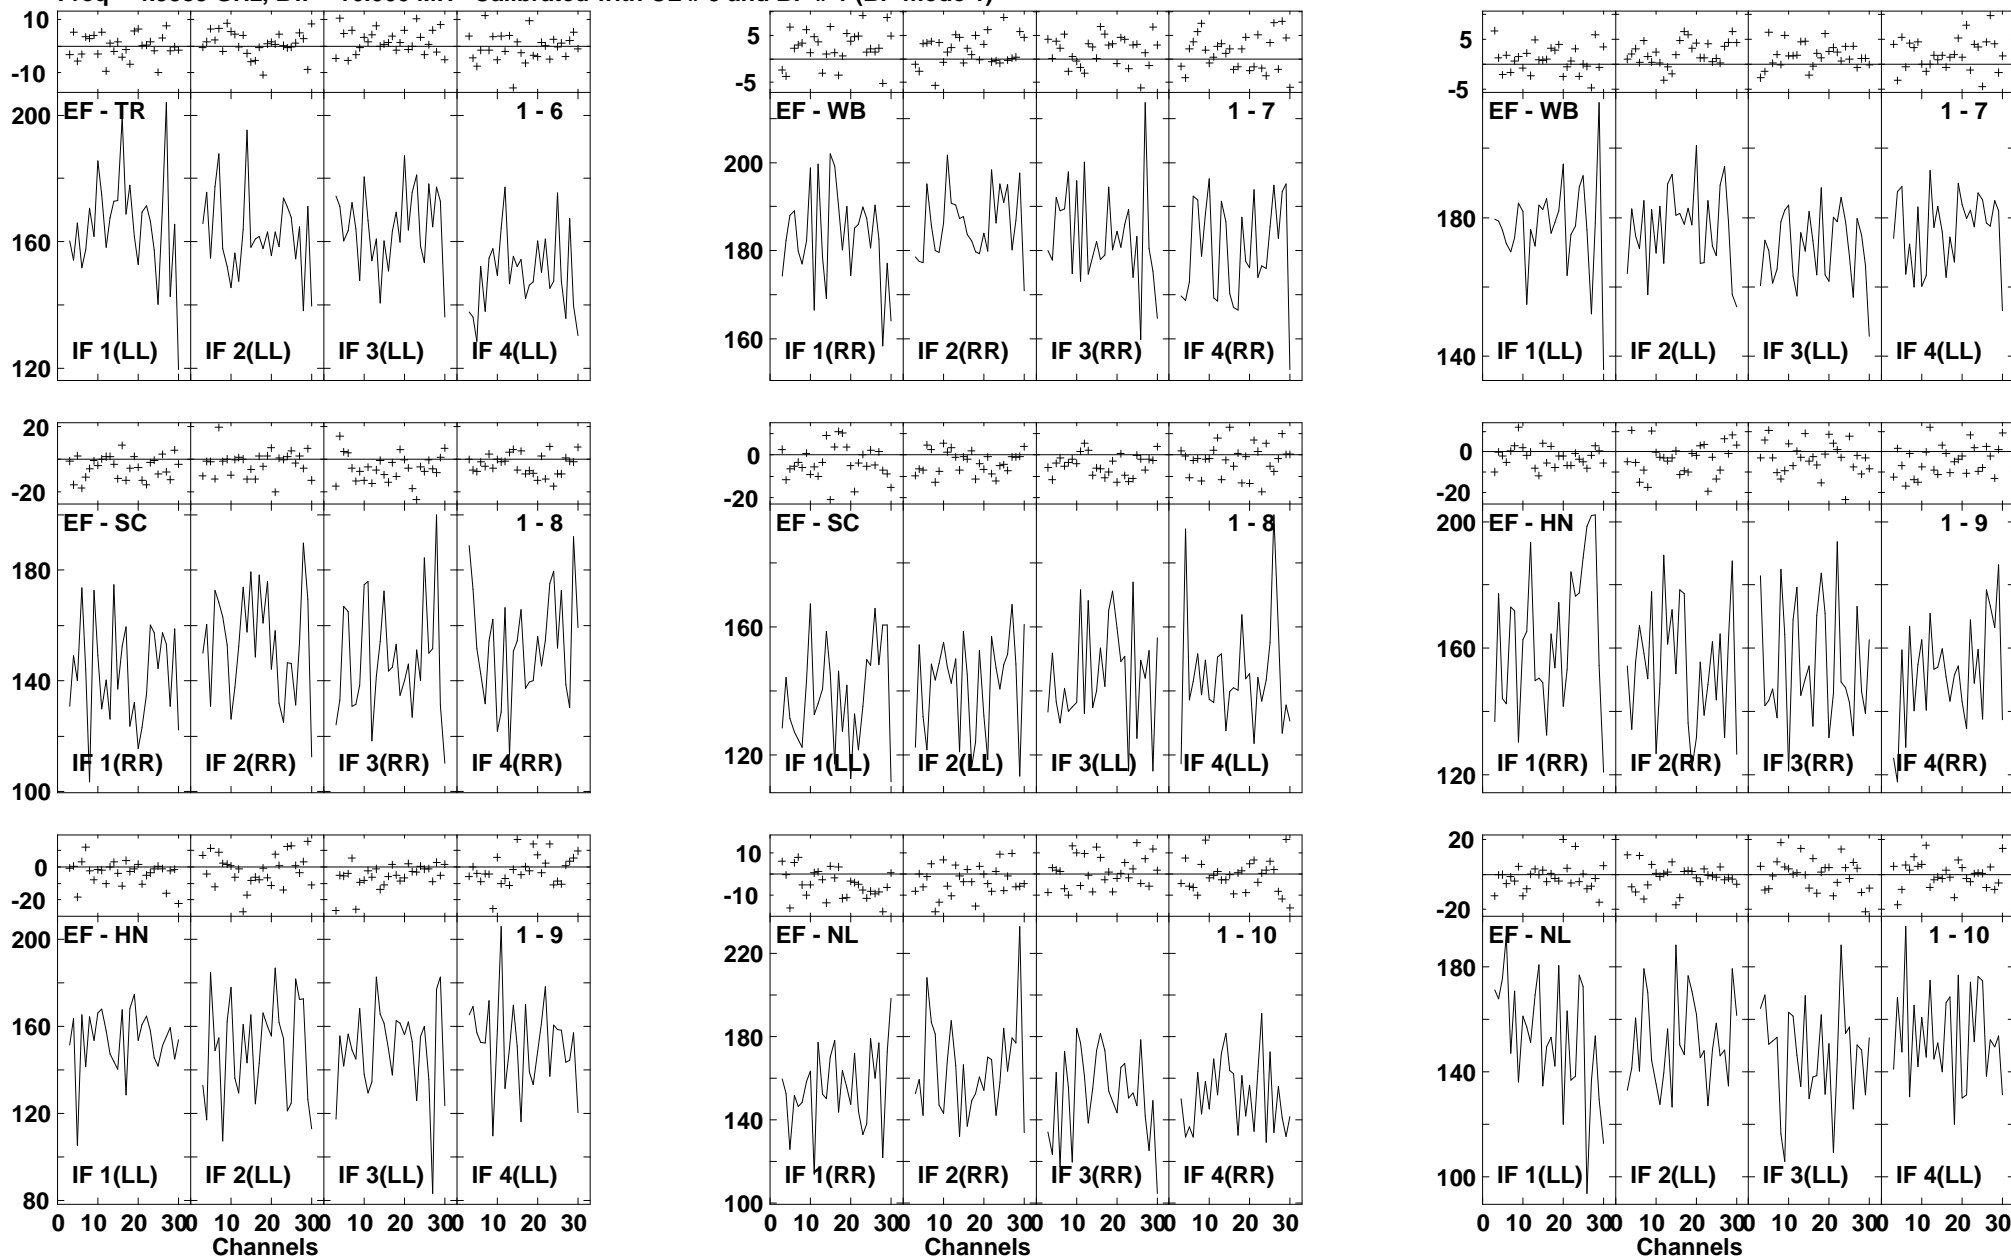 10
-10
5
-5
5
-5
200
160
120
EF - TR
1 - 6
IF 1(LL) IF 2(LL) IF 3(LL) IF 4(LL)
200
180
160
EF - WB
1 - 7
IF 1(RR) IF 2(RR) IF 3(RR) IF 4(RR)
180
140
EF - WB
1 - 7
IF 1(LL) IF 2(LL) IF 3(LL) IF 4(LL)
20
-20
0
-20
0
-20
180
140
100
EF - SC
1 - 8
IF 1(RR) IF 2(RR) IF 3(RR) IF 4(RR)
160
120
EF - SC
1 - 8
IF 1(LL) IF 2(LL) IF 3(LL) IF 4(LL)
200
160
120
EF - HN
1 - 9
IF 1(RR) IF 2(RR) IF 3(RR) IF 4(RR)
0
-20
10
-10
20
-20
200
160
120
80
EF - HN
1 - 9
IF 1(LL) IF 2(LL) IF 3(LL) IF 4(LL)
220
180
140
100
EF - NL
1 - 10
IF 1(RR) IF 2(RR) IF 3(RR) IF 4(RR)
180
140
100
EF - NL
1 - 10
IF 1(LL) IF 2(LL) IF 3(LL) IF 4(LL)
0 10 20 30 0 10 20 30 0 10 20 30 0 10 20 30
0 10 20 30 0 10 20 30 0 10 20 30 0 10 20 30
0 10 20 30 0 10 20 30 0 10 20 30 0 10 20 30
Channels
Channels
Channels